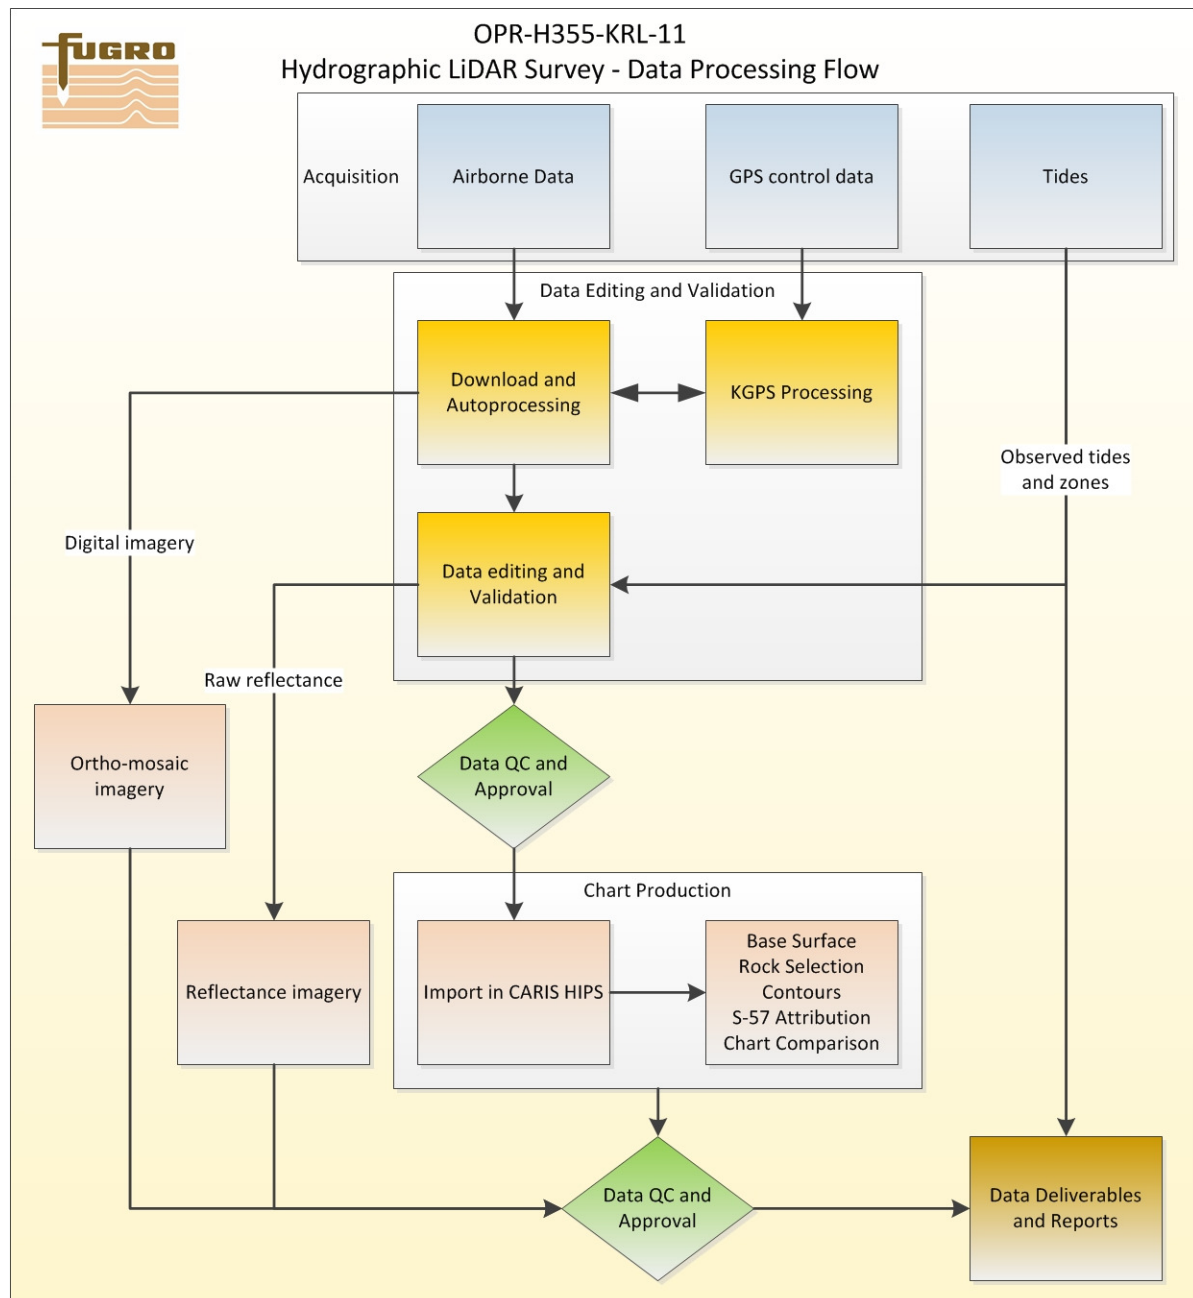 fugro
OPR-H355-KRL-11
Hydrographic LiDAR Survey - Data Processing Flow
Acquisition
Airborne Data
GPS control data
Tides
Data Editing and Validation
Download and
Autoprocessing
KGPS Processing
Observed tides
and zones
Digital imagery
Data editing and
Validation
Raw reflectance
Ortho-mosaic
imagery
Data QC and
Approval
Chart Production
Reflectance imagery
Import in CARIS HIPS
Base Surface
Rock Selection
Contours
S-57 Attribution
Chart Comparison
Data QC and
Approval
Data Deliverables
and Reports